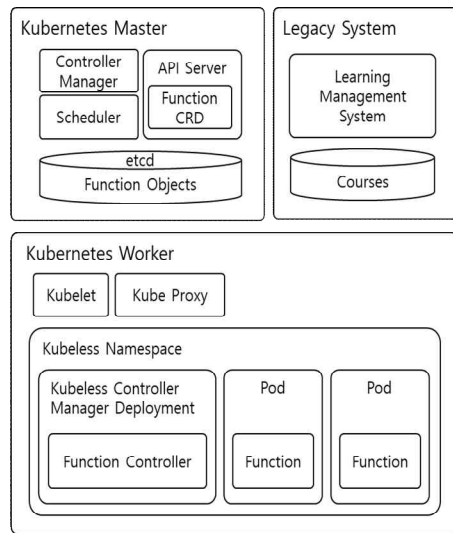 Kubernetes Master
Controller
Manager
Scheduler
API Server
Function
CRD
etcd
Function Objects
Legacy System
Learning
Management
System
Courses
Kubernetes Worker
Kubelet
Kube Proxy
Kubeless Namespace
Kubeless Controller
Manager Deployment
Function Controller
Pod
Function
Pod
Function